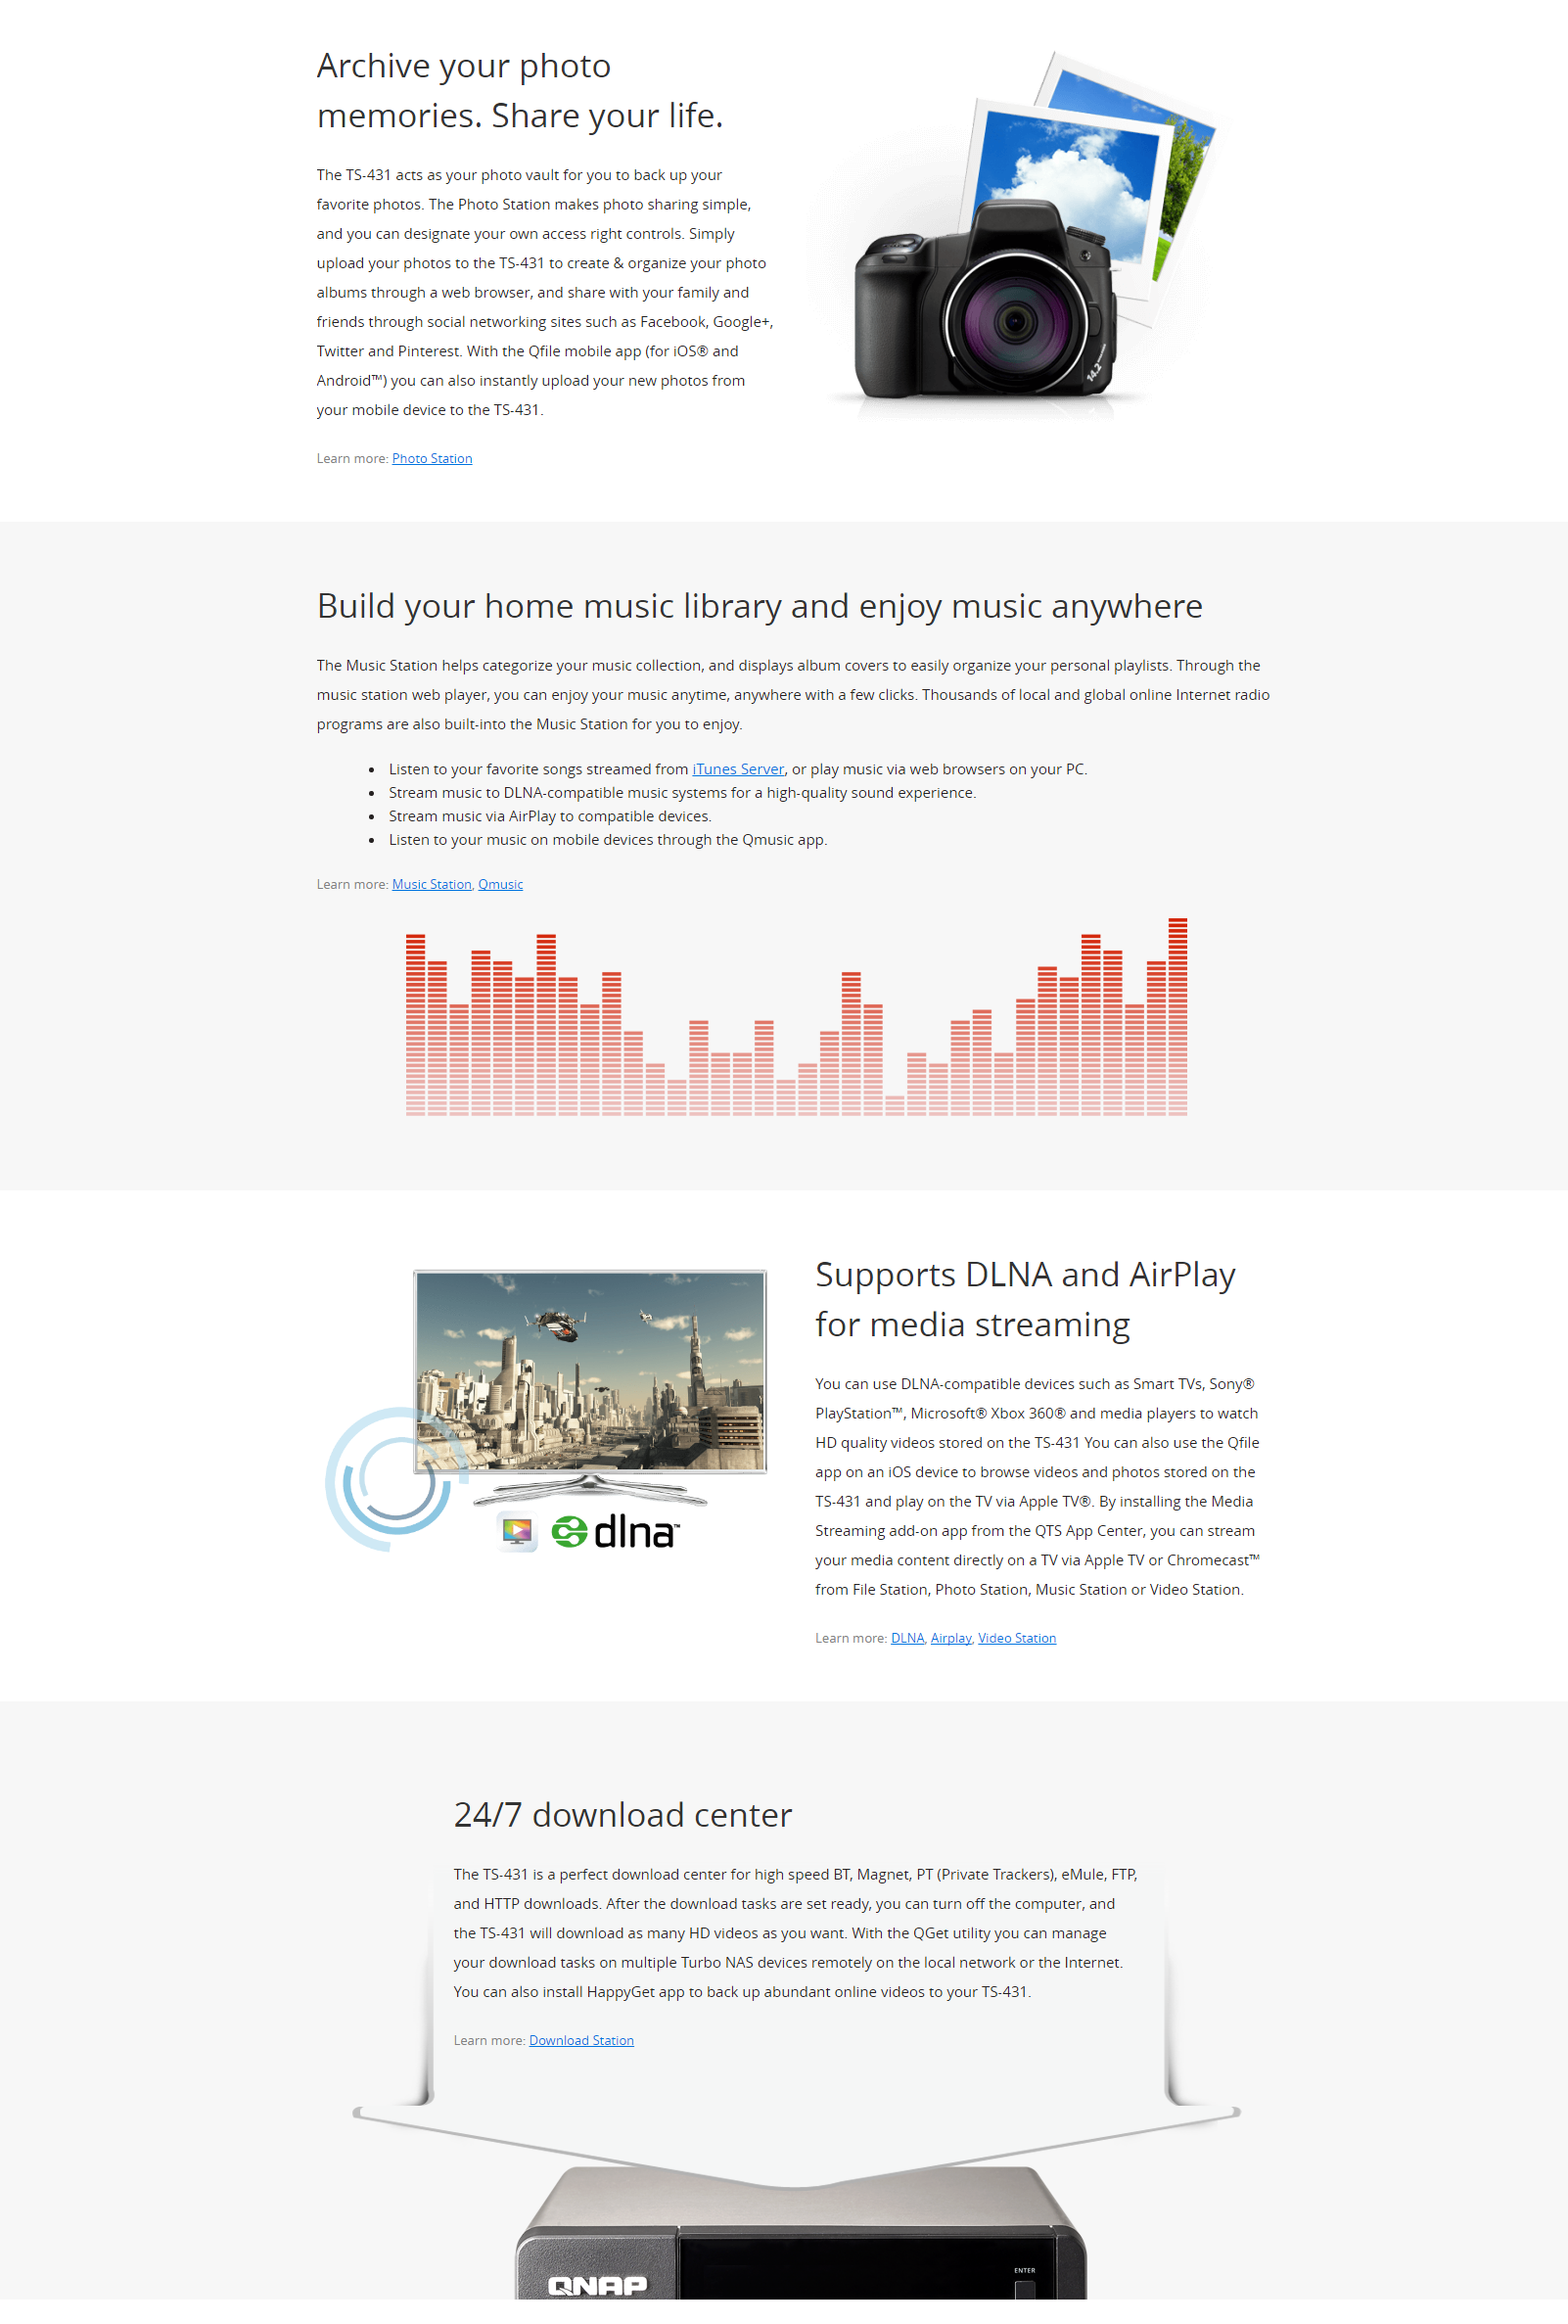 Archive your photo
memories. Share your life.
The TS-431 acts as your photo vault for you to back up your
favorite photos. The Photo Station makes photo sharing simple,
and you can designate your own access right controls. Simply
upload your photos to the TS-431 to create & organize your photo
albums through a web browser, and share with your family and
friends through social networking sites such as Facebook, Google+,
Twitter and Pinterest. With the Qfile mobile app (for iOS® and
Android™) you can also instantly upload your new photos from
your mobile device to the TS-431.
Learn more: Photo Station
14.2
Build your home music library and enjoy music anywhere
The Music Station helps categorize your music collection, and displays album covers to easily organize your personal playlists. Through the
music station web player, you can enjoy your music anytime, anywhere with a few clicks. Thousands of local and global online Internet radio
programs are also built-into the Music Station for you to enjoy.
• Listen to your favorite songs streamed from iTunes Server, or play music via web browsers on your PC.
• Stream music to DLNA-compatible music systems for a high-quality sound experience.
• Stream music via AirPlay to compatible devices.
• Listen to your music on mobile devices through the Qmusic app.
Learn more: Music Station, Qmusic
dlna™
Supports DLNA and AirPlay
for media streaming
You can use DLNA-compatible devices such as Smart TVs, Sony®
PlayStation™, Microsoft® Xbox 360® and media players to watch
HD quality videos stored on the TS-431 You can also use the Qfile
app on an iOS device to browse videos and photos stored on the
TS-431 and play on the TV via Apple TV®. By installing the Media
Streaming add-on app from the QTS App Center, you can stream
your media content directly on a TV via Apple TV or Chromecast™
from File Station, Photo Station, Music Station or Video Station.
Learn more: DLNA, Airplay, Video Station
24/7 download center
The TS-431 is a perfect download center for high speed BT, Magnet, PT (Private Trackers), eMule, FTP,
and HTTP downloads. After the download tasks are set ready, you can turn off the computer, and
the TS-431 will download as many HD videos as you want. With the QGet utility you can manage
your download tasks on multiple Turbo NAS devices remotely on the local network or the Internet.
You can also install HappyGet app to back up abundant online videos to your TS-431.
Learn more: Download Station
ENTER
QNAP